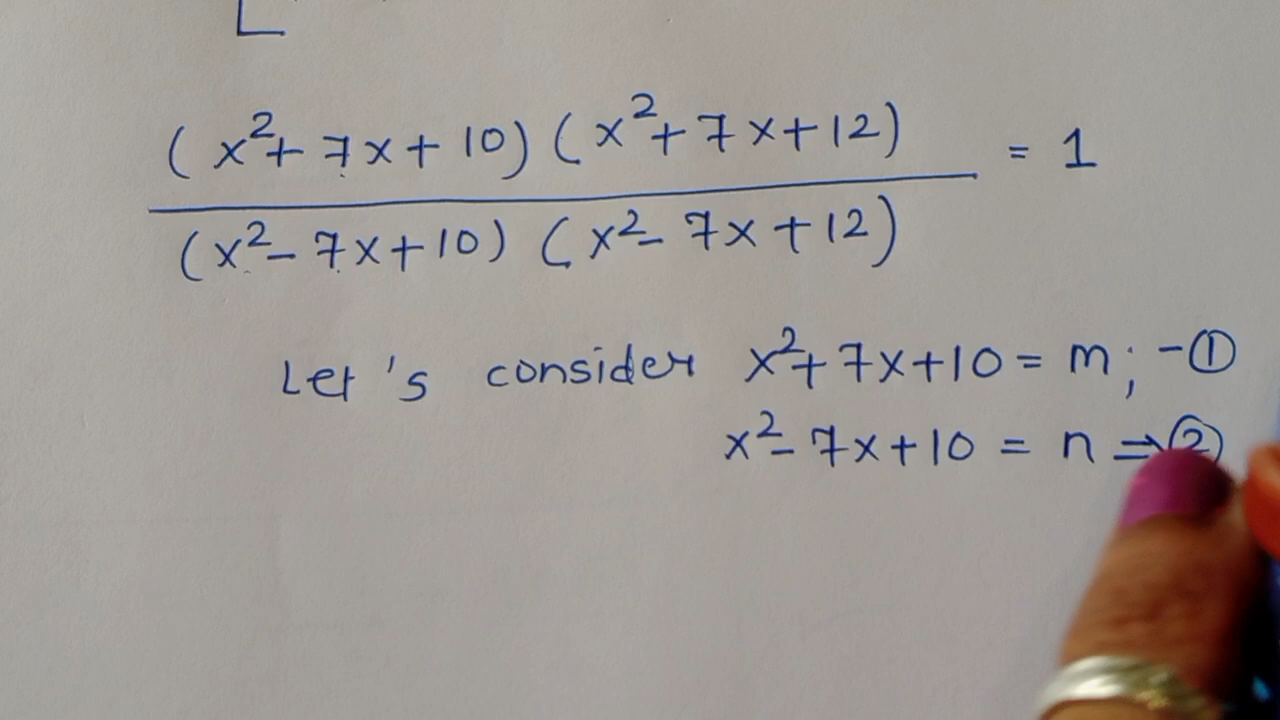 (x²+7x+10)(x²+7x+12)
(x²-7x+10)(x²-7x+12) = 1
Let's consider x²+7x+10 = m; -①
x²-7x+10 = n ⇒②